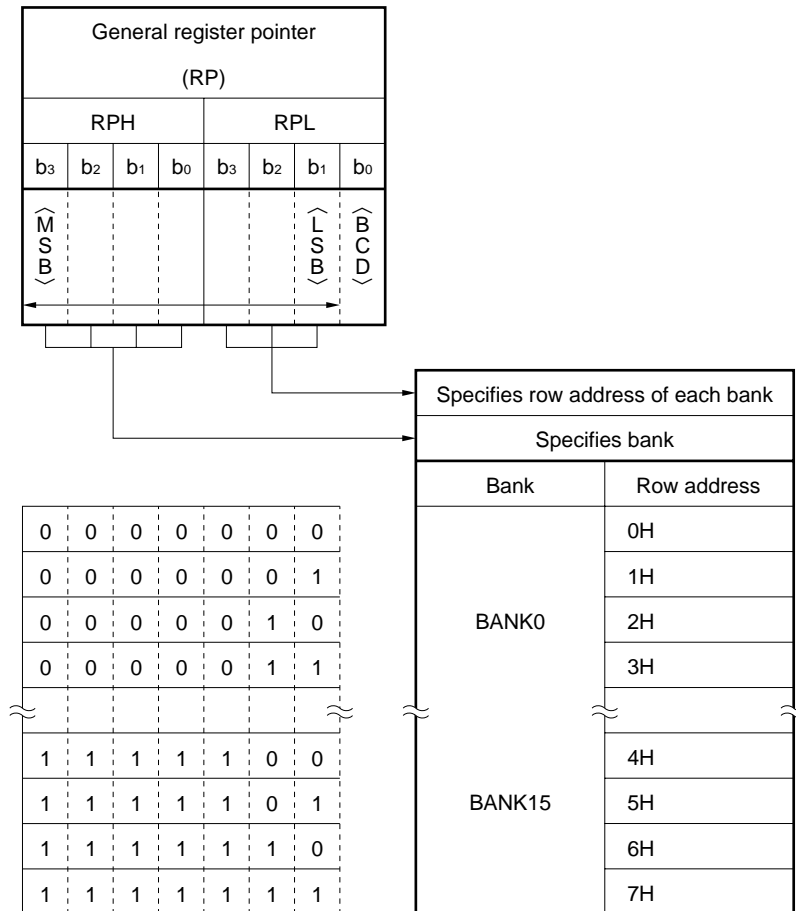 General register pointer
(RP)
RPH RPL
b3 b2 b1 b0 b3 b2 b1 b0
〈MSB〉 〈LSB〉 〈BCD〉
Specifies row address of each bank
Specifies bank
Bank Row address
0 0 0 0 0 0 0 0H
0 0 0 0 0 0 1 1H
0 0 0 0 0 1 0 BANK0 2H
0 0 0 0 0 1 1 3H
1 1 1 1 1 0 0 4H
1 1 1 1 1 0 1 BANK15 5H
1 1 1 1 1 1 0 6H
1 1 1 1 1 1 1 7H